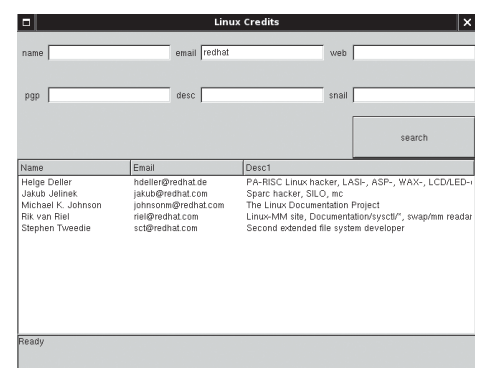 Linux Credits
name email redhat web
pgp desc snail
search
Name Email Desc1
Helge Deller hdeller@redhat.de PA-RISC Linux hacker, LASI-, ASP-, WAX-, LCD/LED-
Jakub Jelinek jakub@redhat.com Sparc hacker, SILO, mc
Michael K. Johnson johnsonm@redhat.com The Linux Documentation Project
Rik van Riel riel@redhat.com Linux-MM site, Documentation/sysctl/*, swap/mm readar
Stephen Tweedie sct@redhat.com Second extended file system developer
Ready